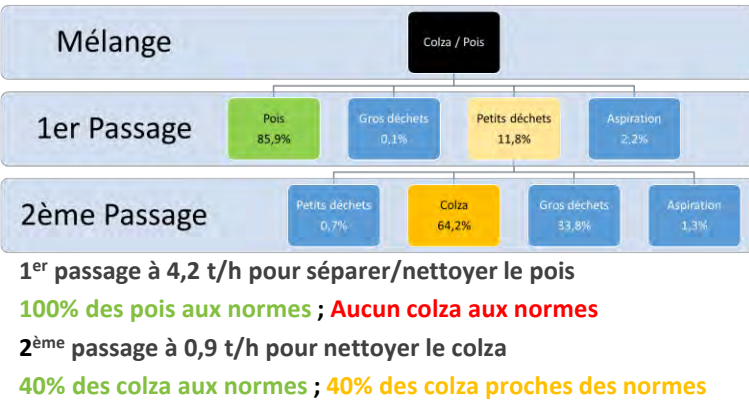 Mélange
Colza / Pois
1er Passage
Pois
85,9%
Gros déchets
0,1%
Petits déchets
11,8%
Aspiration
2,2%
2ème Passage
Petits déchets
0,7%
Colza
64,2%
Gros déchets
33,8%
Aspiration
1,3%
1er passage à 4,2 t/h pour séparer/nettoyer le pois
100% des pois aux normes ; Aucun colza aux normes
2ème passage à 0,9 t/h pour nettoyer le colza
40% des colza aux normes ; 40% des colza proches des normes